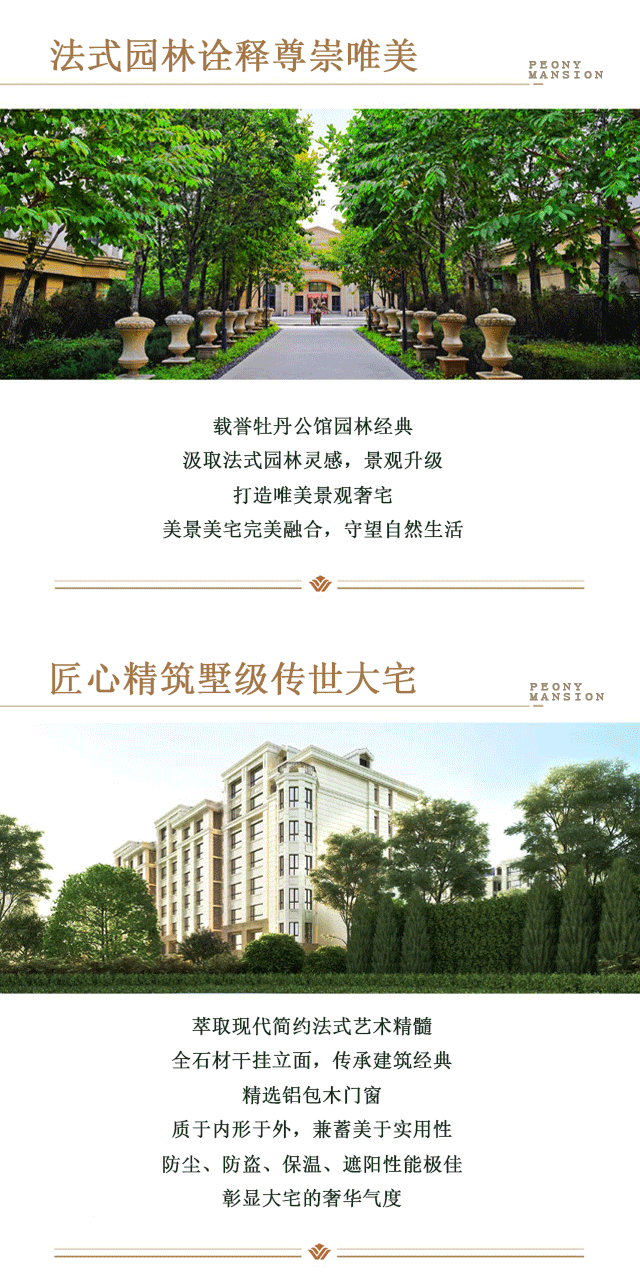 法式园林诠释尊崇唯美
PEONY
MANSION
载誉牡丹公馆园林经典
汲取法式园林灵感，景观升级
打造唯美景观奢宅
美景美宅完美融合，守望自然生活
匠心精筑墅级传世大宅
PEONY
MANSION
萃取现代简约法式艺术精髓
全石材干挂立面，传承建筑经典
精选铝包木门窗
质于内形于外，兼蓄美于实用性
防尘、防盗、保温、遮阳性能极佳
彰显大宅的奢华气度